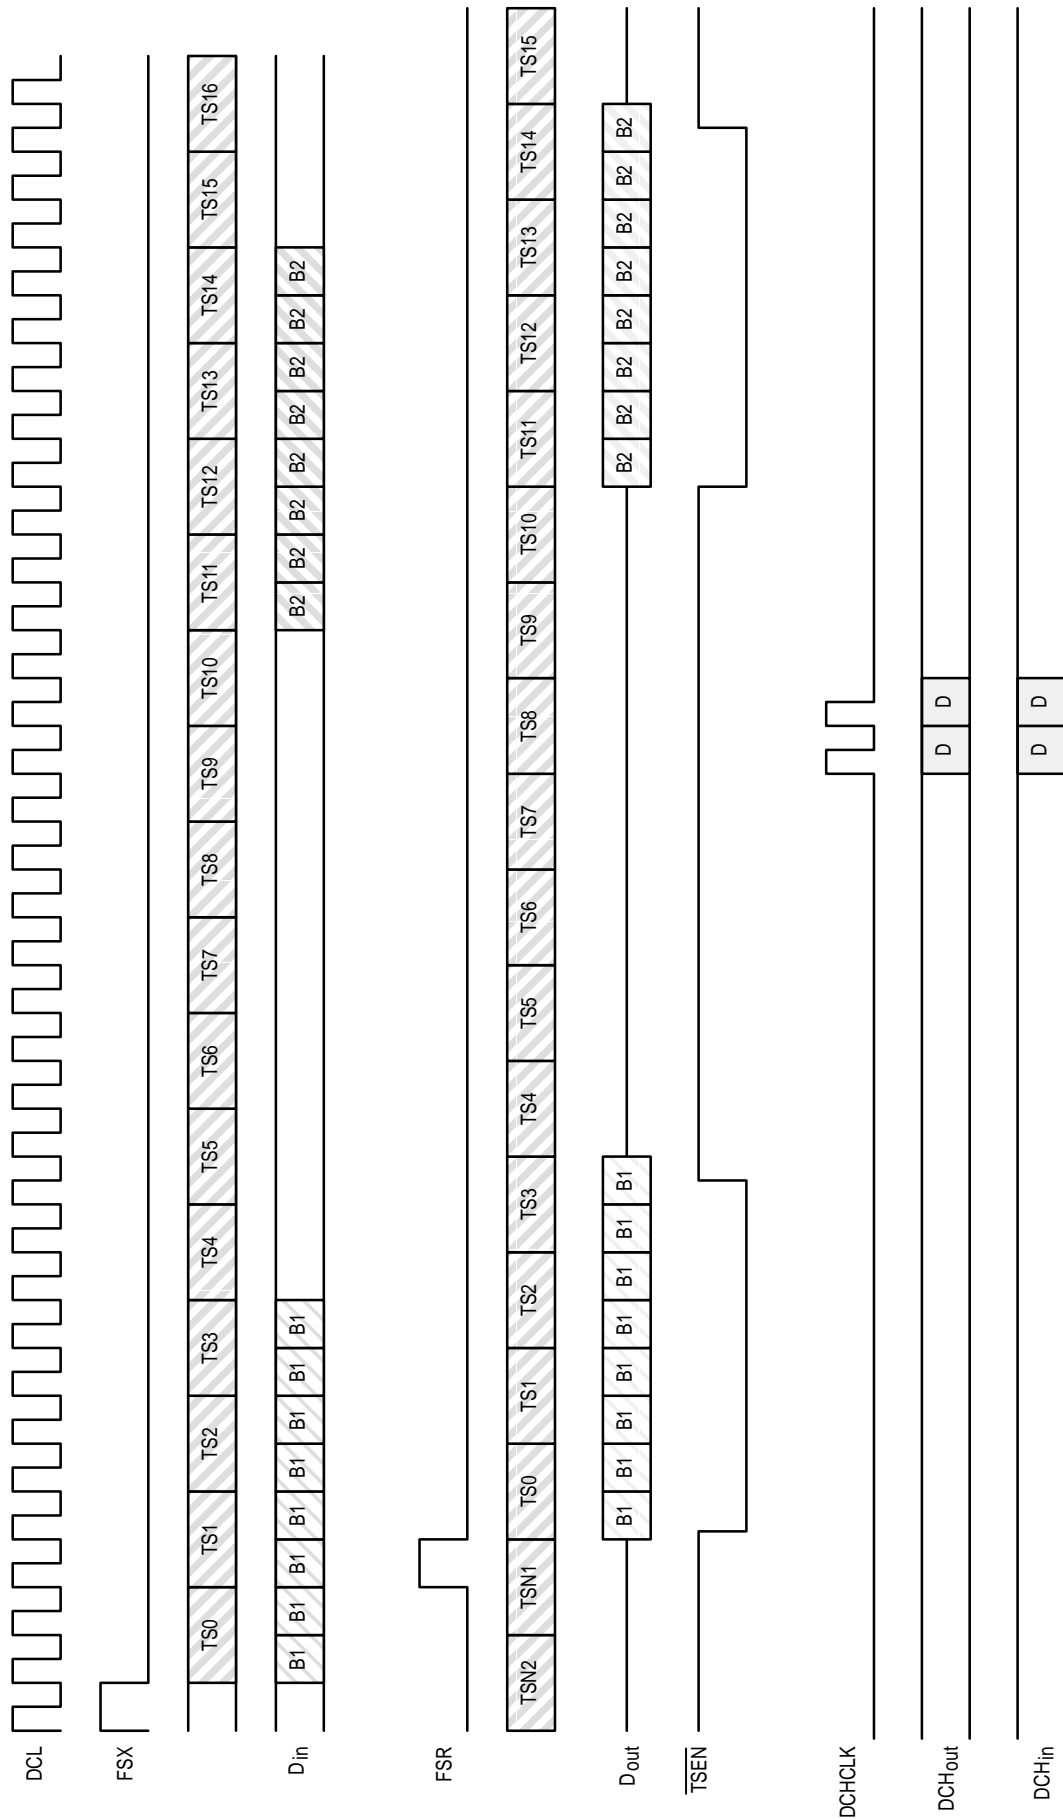 DCL
FSX
TS0 TS1 TS2 TS3 TS4 TS5 TS6 TS7 TS8 TS9 TS10 TS11 TS12 TS13 TS14 TS15 TS16
Din B1 B1 B1 B1 B1 B1 B1 B1 B2 B2 B2 B2 B2 B2 B2 B2
FSR
TSN2 TSN1 TS0 TS1 TS2 TS3 TS4 TS5 TS6 TS7 TS8 TS9 TS10 TS11 TS12 TS13 TS14 TS15
Dout B1 B1 B1 B1 B1 B1 B1 B1 B2 B2 B2 B2 B2 B2 B2 B2
TSEN
DCHCLK
DCHout D D
DCHin D D